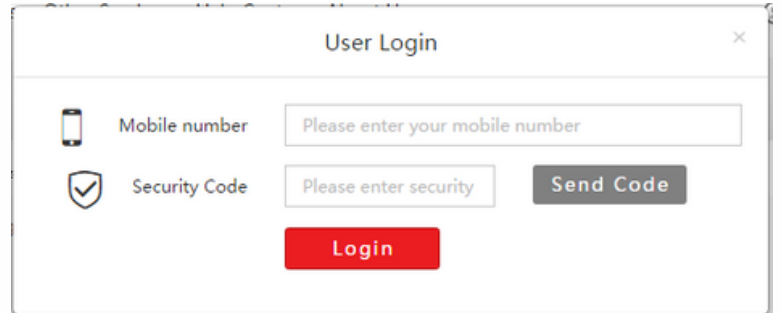 User Login
×
Mobile number Please enter your mobile number
Security Code Please enter security Send Code
Login